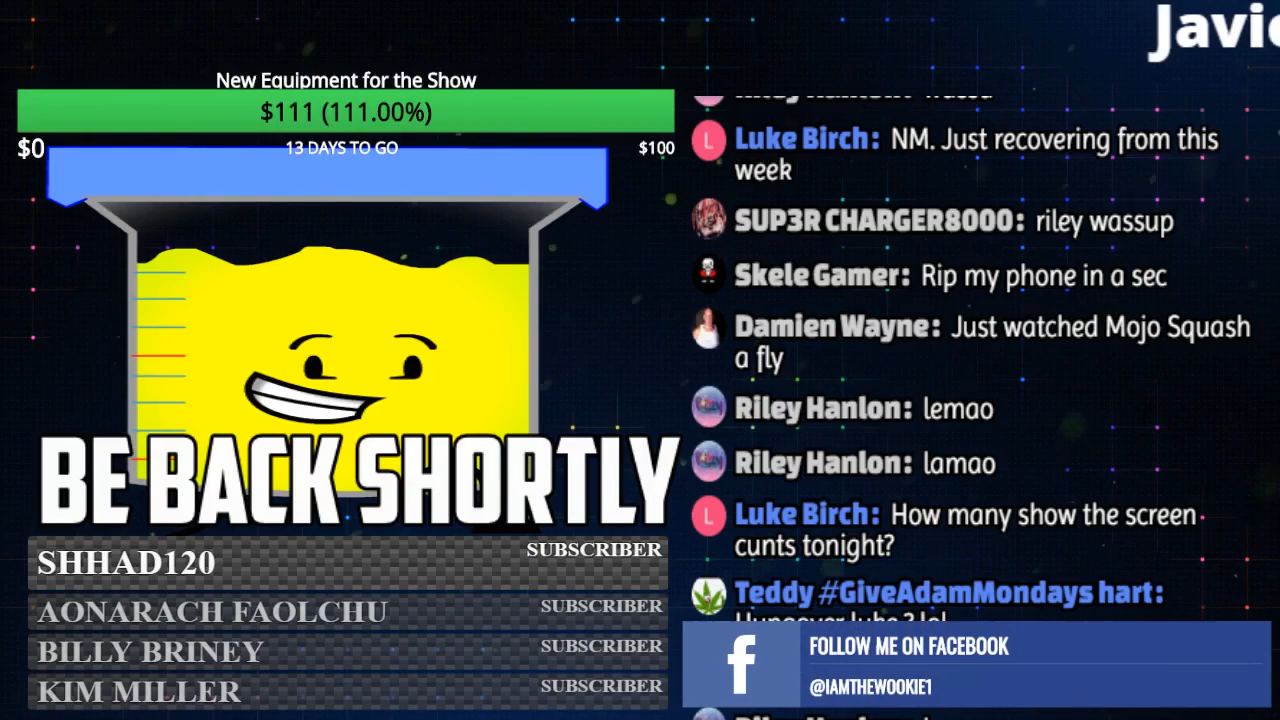 Javie
New Equipment for the Show
$111 (111.00%)
$0
13 DAYS TO GO
$100
Luke Birch: NM. Just recovering from this
week
SUP3R CHARGER8000: riley wassup
Skele Gamer: Rip my phone in a sec
Damien Wayne: Just watched Mojo Squash
a fly
Riley Hanlon: lemao
Riley Hanlon: lamao
Luke Birch: How many show the screen
cunts tonight?
Teddy #GiveAdamMondays hart:
BE BACK SHORTLY
SHHAD120 SUBSCRIBER
AONARACH FAOLCHU SUBSCRIBER
BILLY BRINEY SUBSCRIBER
KIM MILLER SUBSCRIBER
f
FOLLOW ME ON FACEBOOK
@IAMTHEWOOKIE1